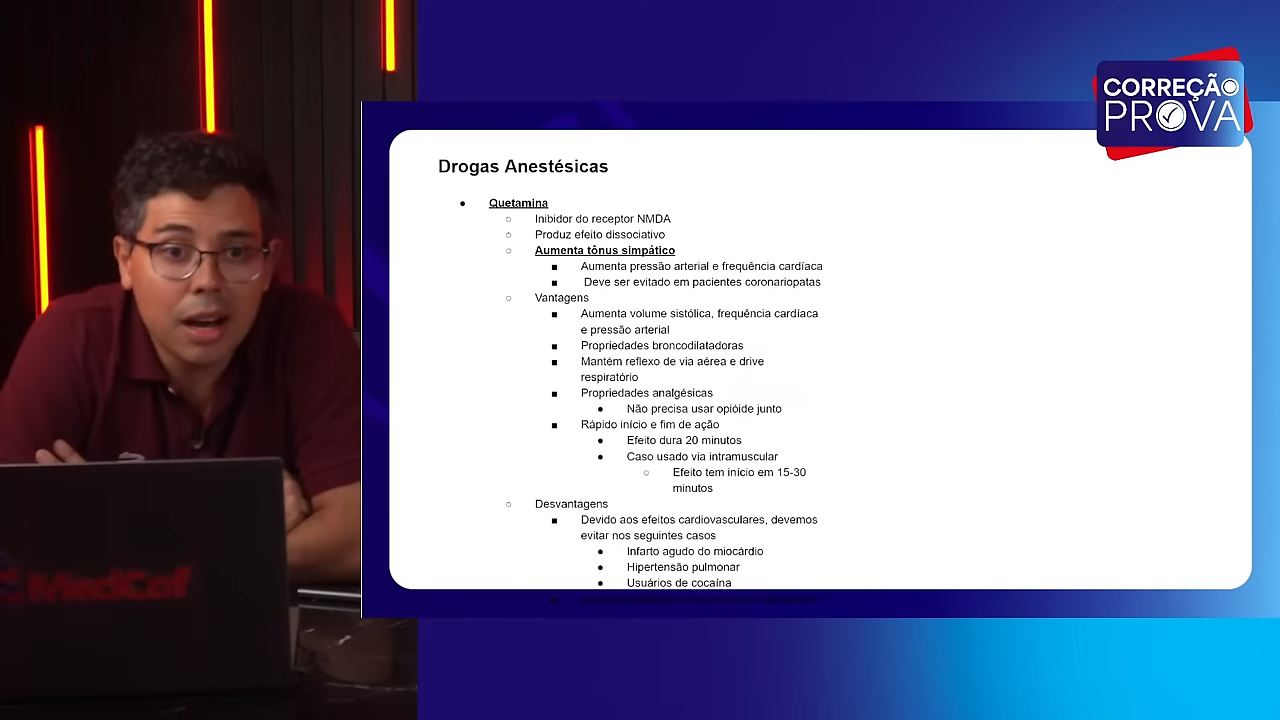 CORREÇÃO
PROVA
Drogas Anestésicas
Quetamina
Inibidor do receptor NMDA
Produz efeito dissociativo
Aumenta tônus simpático
Aumenta pressão arterial e frequência cardíaca
Deve ser evitado em pacientes coronariopatas
Vantagens
Aumenta volume sistólica, frequência cardíaca
e pressão arterial
Propriedades broncodilatadoras
Mantém reflexo de via aérea e drive
respiratório
Propriedades analgésicas
Não precisa usar opióide junto
Rápido início e fim de ação
Efeito dura 20 minutos
Caso usado via intramuscular
Efeito tem início em 15-30
minutos
Desvantagens
Devido aos efeitos cardiovasculares, devemos
evitar nos seguintes casos
Infarto agudo do miocárdio
Hipertensão pulmonar
Usuários de cocaína
MedCof